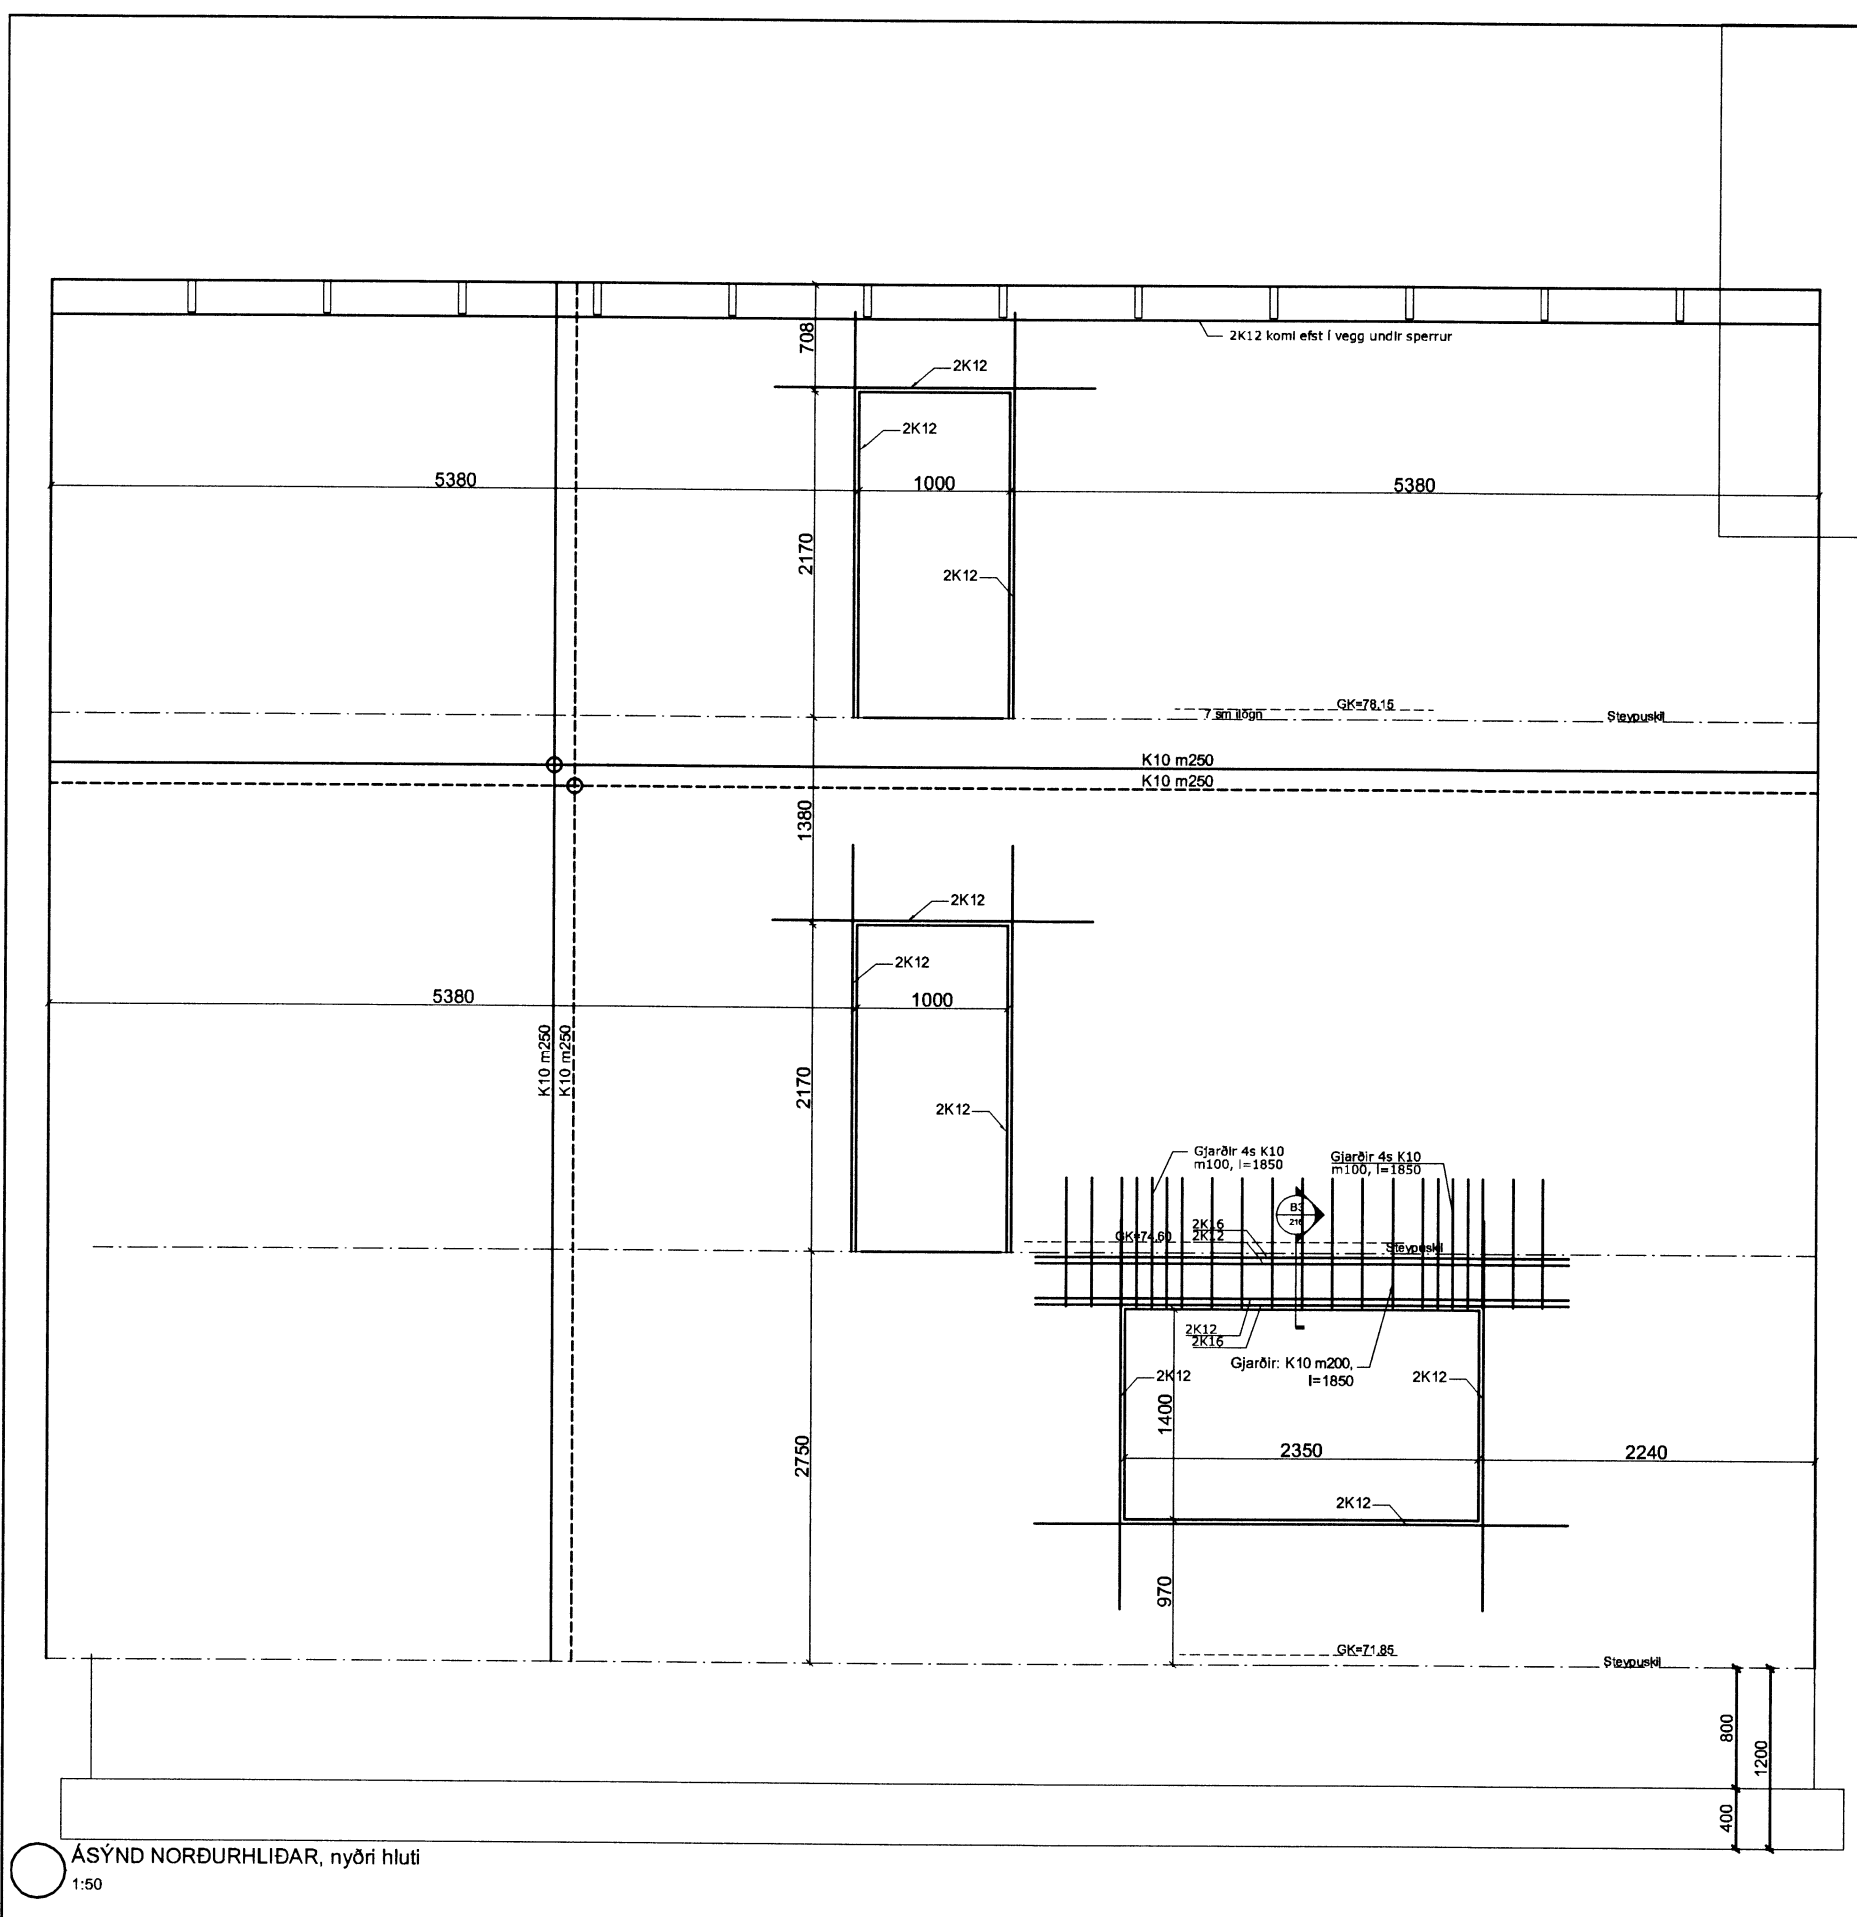 708
2K12 komi efst í vegg undir sperrur
2K12
2K12
5380
1000
5380
2170
2K12
GK=78.15
7 sm ílögn
Steypuskil
K10 m250
K10 m250
1380
2K12
2K12
5380
1000
K10 m250
K10 m250
2170
2K12
Gjarðir 4s K10
m100, l=1850
Gjarðir 4s K10
m100, l=1850
B3
216
2K16
2K12
GK=74.60
Steypuskil
2K12
2K16
Gjarðir: K10 m200,
l=1850
2K12
2K12
1400
2750
2350
2240
2K12
970
GK=71.85
Steypuskil
800
1200
400
ÁSÝND NORÐURHLIÐAR, nyðri hluti
1:50